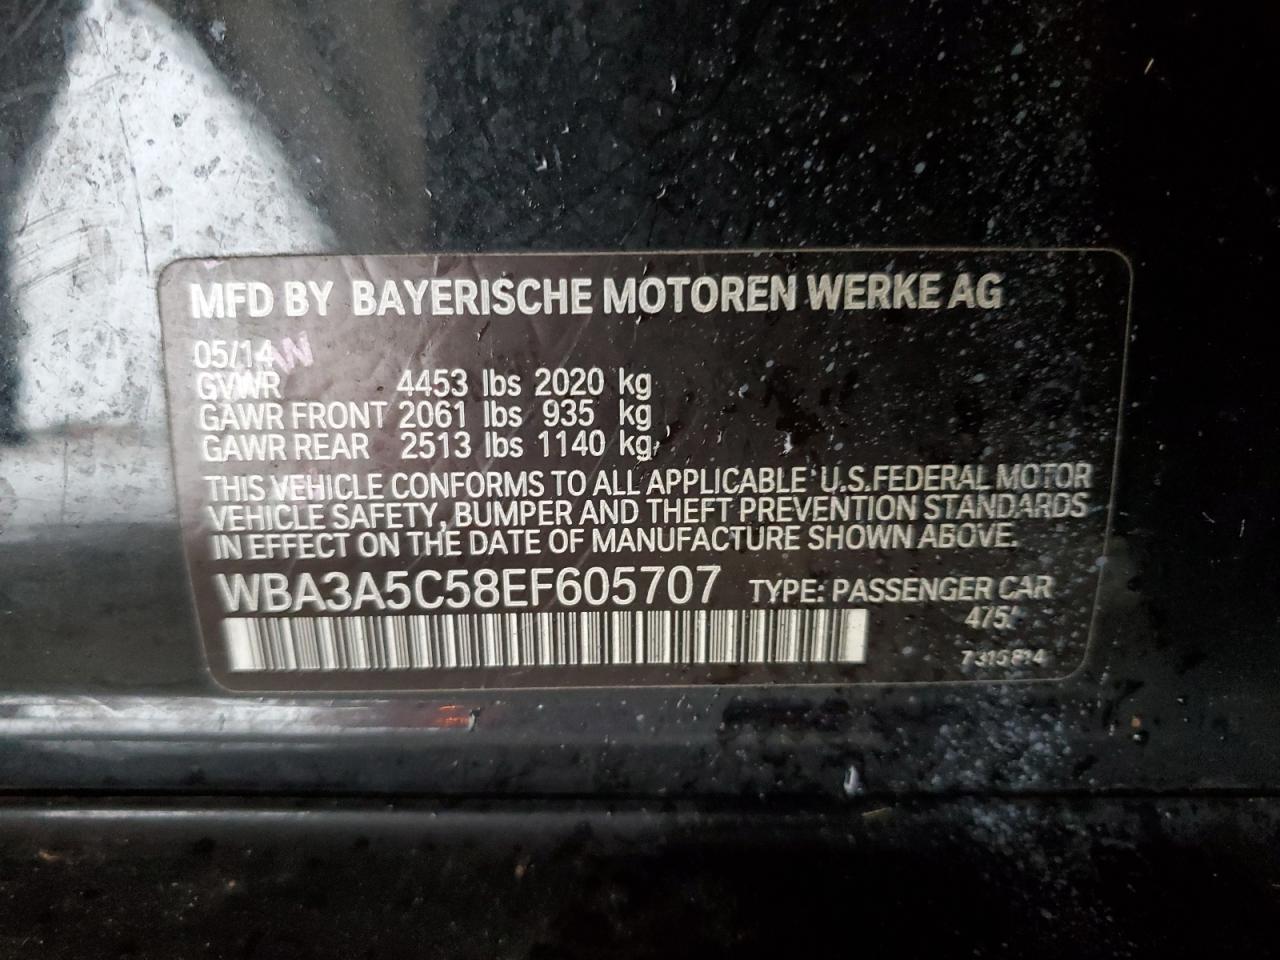 MFD BY BAYERISCHE MOTOREN WERKE AG
05/14
GVWR 4453 lbs 2020 kg
GAWR FRONT 2061 lbs 935 kg
GAWR REAR 2513 lbs 1140 kg
THIS VEHICLE CONFORMS TO ALL APPLICABLE U.S.FEDERAL MOTOR
VEHICLE SAFETY, BUMPER AND THEFT PREVENTION STANDARDS
IN EFFECT ON THE DATE OF MANUFACTURE SHOWN ABOVE.
WBA3A5C58EF605707 TYPE: PASSENGER CAR